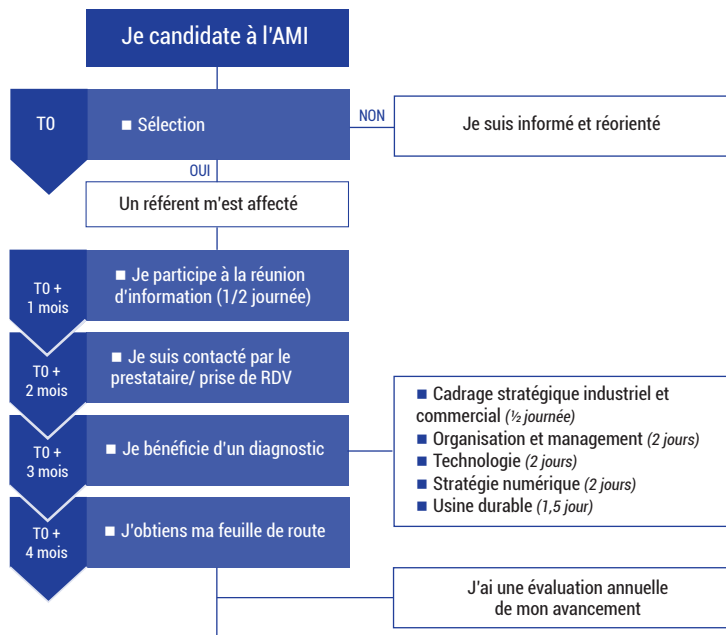 Je candidate à l'AMI
T0
■ Sélection
NON
Je suis informé et réorienté
OUI
Un référent m'est affecté
T0 +
1 mois
■ Je participe à la réunion
d'information (1/2 journée)
T0 +
2 mois
■ Je suis contacté par le
prestataire/ prise de RDV
T0 +
3 mois
■ Je bénéficie d'un diagnostic
■ Cadrage stratégique industriel et
commercial (½ journée)
■ Organisation et management (2 jours)
■ Technologie (2 jours)
■ Stratégie numérique (2 jours)
■ Usine durable (1,5 jour)
T0 +
4 mois
■ J'obtiens ma feuille de route
J'ai une évaluation annuelle
de mon avancement